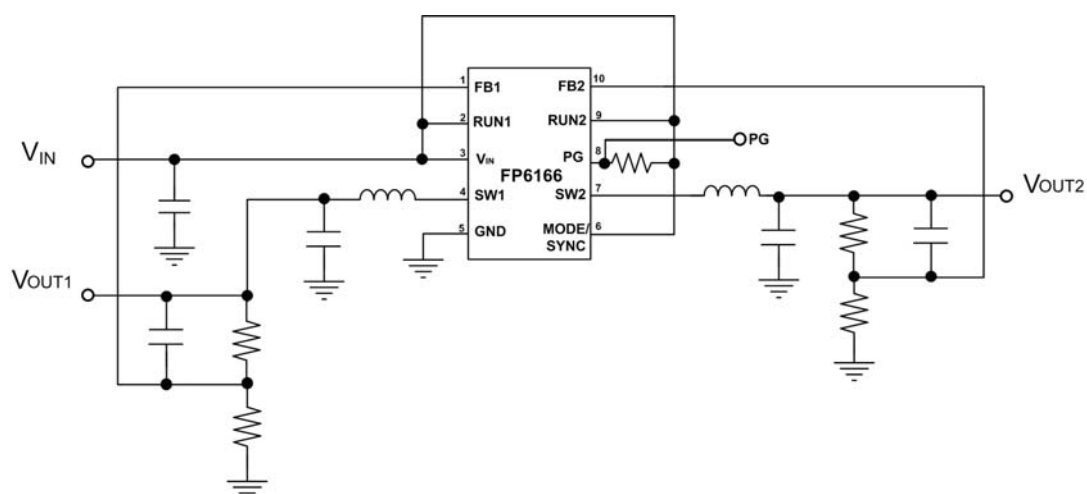 1 FB1 FB2 10
2 RUN1 RUN2 9
VIN 3 VIN PG 8 PG
FP6166
4 SW1 SW2 7 VOUT2
5 GND MODE/ 6
SYNC
VOUT1